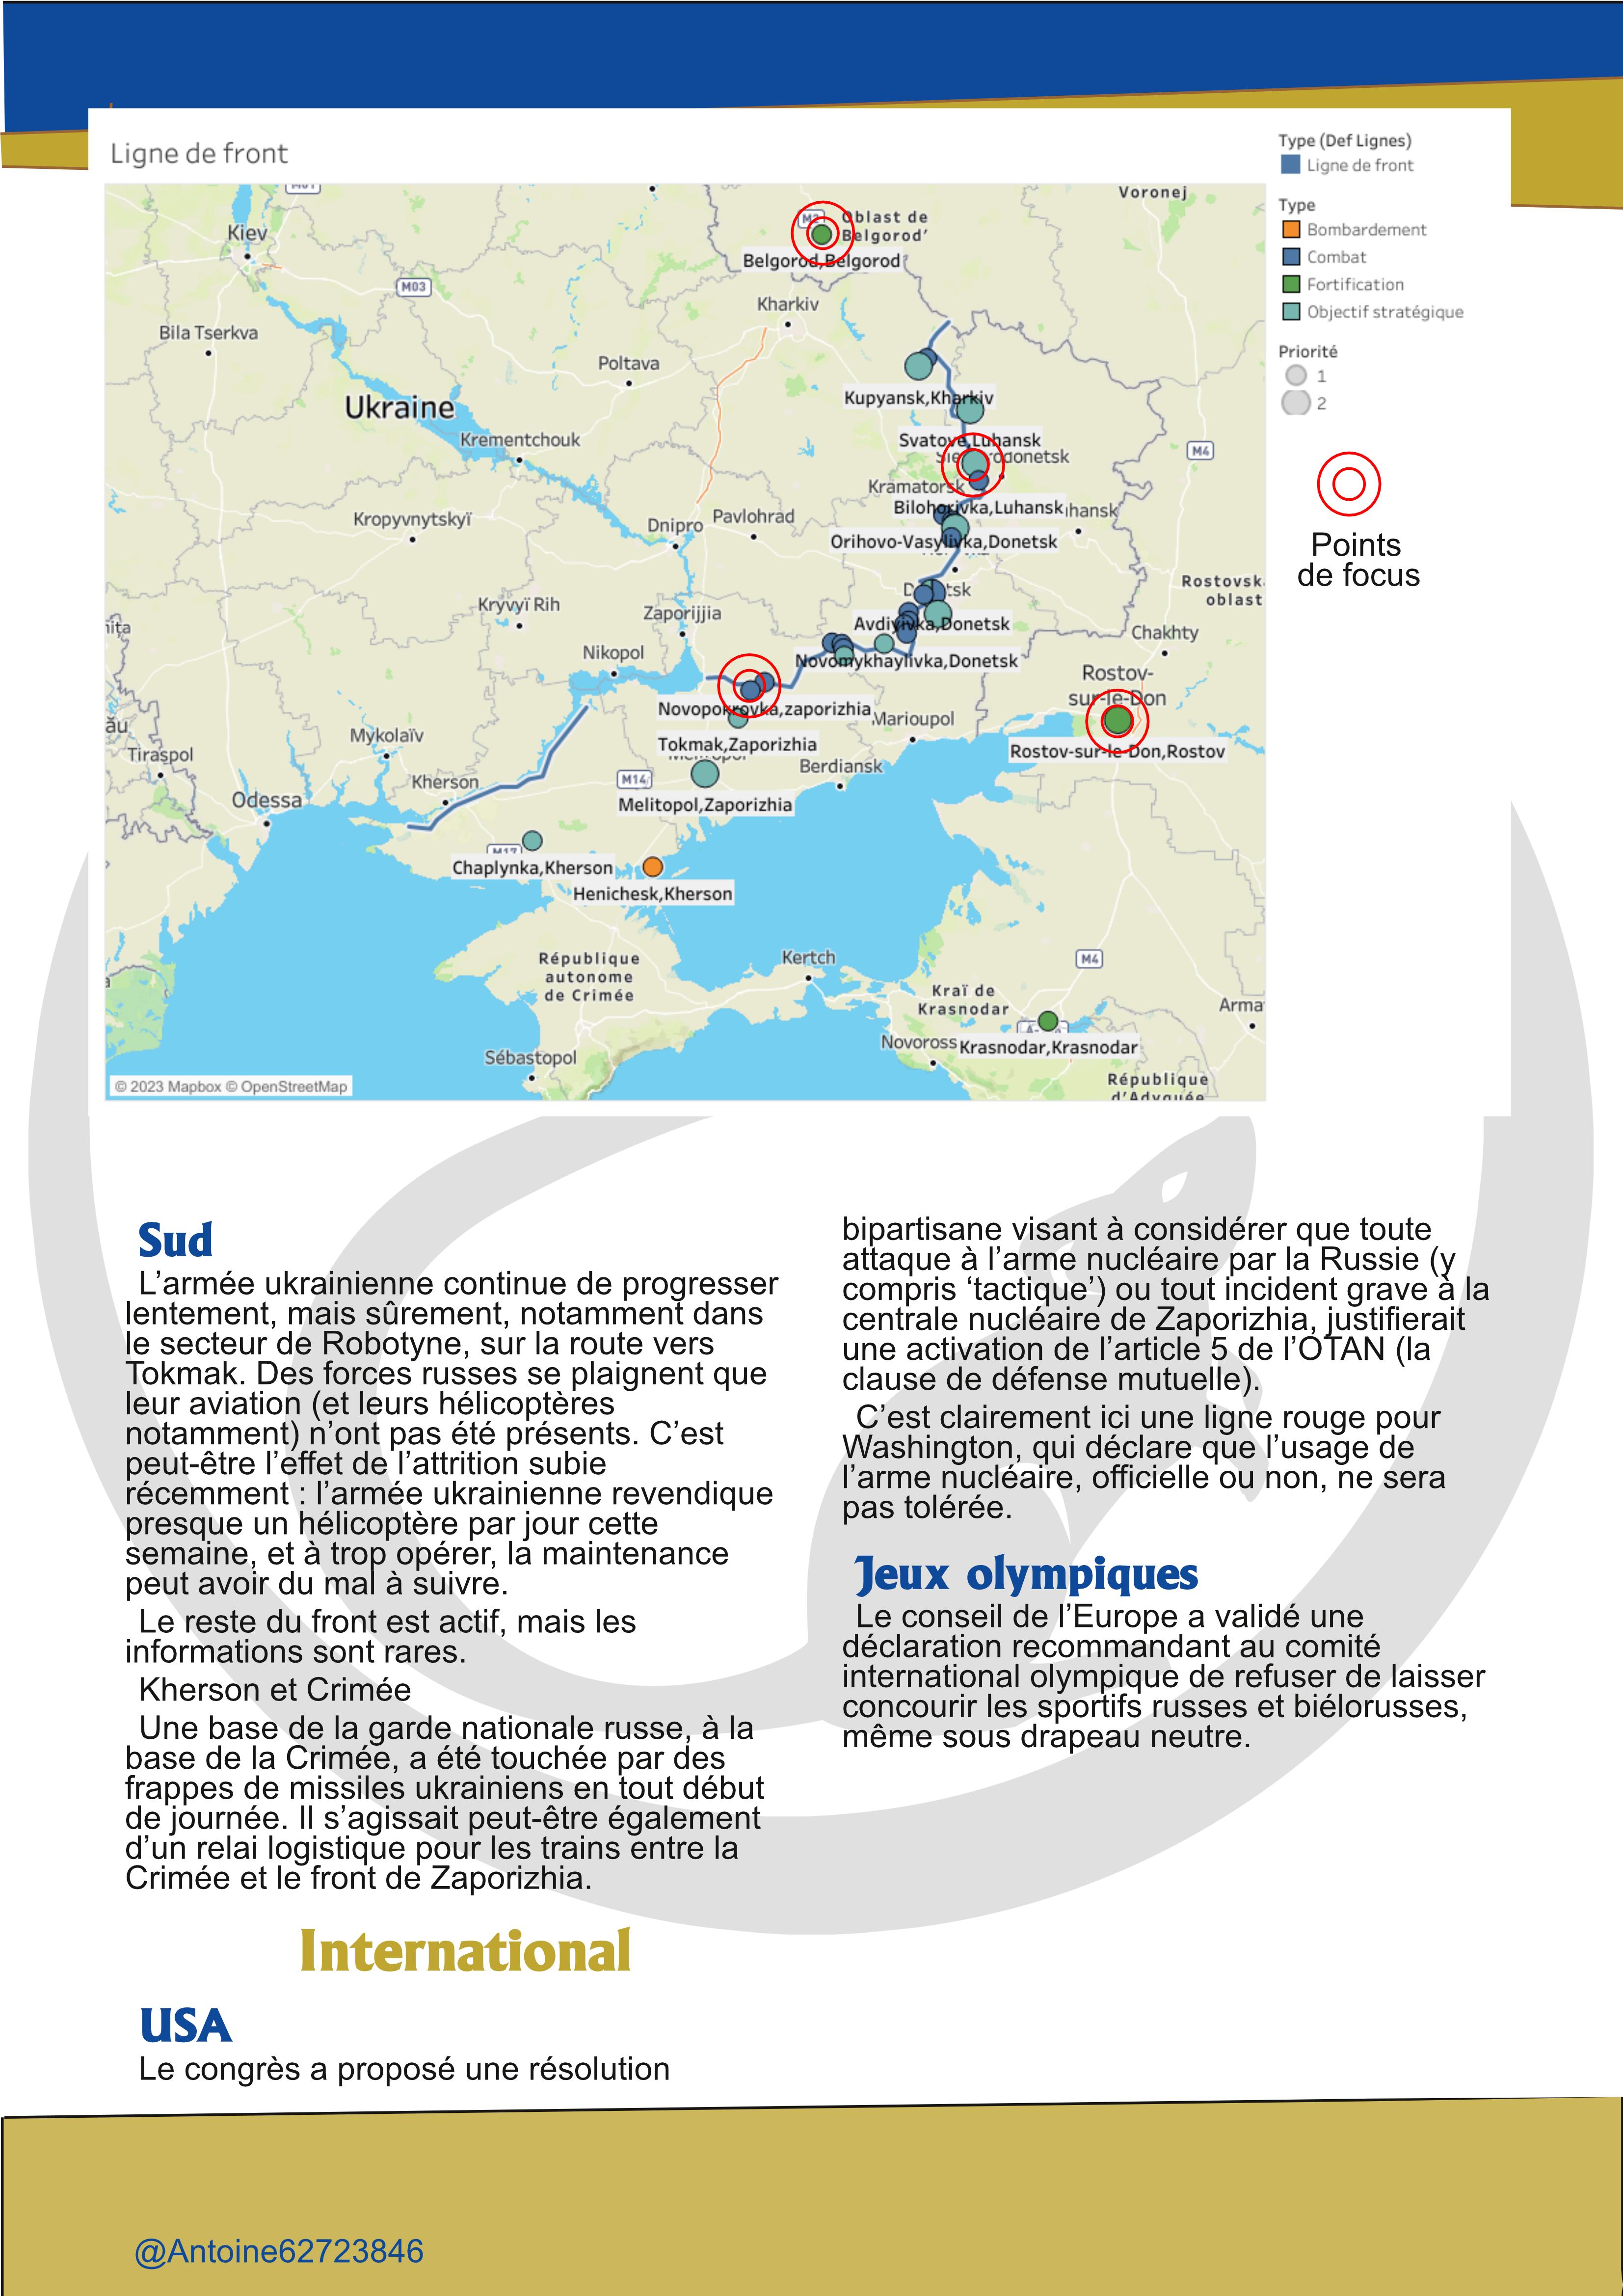 Ligne de front
Type (Def Lignes)
Ligne de front
Type
Bombardement
Combat
Fortification
Objectif stratégique
Priorité
1
2
Points
de focus
Voronej
M2
Oblast de
Belgorod'
Belgorod,Belgorod
Kiev
M03
Kharkiv
Bila Tserkva
Poltava
Ukraine
Kupyansk,Kharkiv
Krementchouk
Svatove,Luhansk
M4
Kramatorsk
Bilohorivka,Luhansk
Kropyvnytskyï
Dnipro
Pavlohrad
Orihovo-Vasylivka,Donetsk
Rostovsk
oblast
Kryvyï Rih
Zaporijjia
Avdiyivka,Donetsk
Chakhty
Nikopol
Novomykhaylivka,Donetsk
Rostov-
sur-le-Don
Novopokrovka,zaporizhia
Marioupol
Mykolaïv
Tiraspol
Tokmak,Zaporizhia
Rostov-sur-le-Don,Rostov
Berdiansk
Kherson
M14
Odessa
Melitopol,Zaporizhia
M17
Chaplynka,Kherson
Henichesk,Kherson
République
autonome
de Crimée
Kertch
M4
Kraï de
Krasnodar
Arma
Novoross
Krasnodar,Krasnodar
Sébastopol
République
d'Adyguée
© 2023 Mapbox © OpenStreetMap
Sud
L’armée ukrainienne continue de progresser
lentement, mais sûrement, notamment dans
le secteur de Robotyne, sur la route vers
Tokmak. Des forces russes se plaignent que
leur aviation (et leurs hélicoptères
notamment) n’ont pas été présents. C’est
peut-être l’effet de l’attrition subie
récemment : l’armée ukrainienne revendique
presque un hélicoptère par jour cette
semaine, et à trop opérer, la maintenance
peut avoir du mal à suivre.
Le reste du front est actif, mais les
informations sont rares.
Kherson et Crimée
Une base de la garde nationale russe, à la
base de la Crimée, a été touchée par des
frappes de missiles ukrainiens en tout début
de journée. Il s’agissait peut-être également
d’un relai logistique pour les trains entre la
Crimée et le front de Zaporizhia.
International
USA
Le congrès a proposé une résolution
bipartisane visant à considérer que toute
attaque à l’arme nucléaire par la Russie (y
compris ‘tactique’) ou tout incident grave à la
centrale nucléaire de Zaporizhia, justifierait
une activation de l’article 5 de l’OTAN (la
clause de défense mutuelle).
C’est clairement ici une ligne rouge pour
Washington, qui déclare que l’usage de
l’arme nucléaire, officielle ou non, ne sera
pas tolérée.
Jeux olympiques
Le conseil de l’Europe a validé une
déclaration recommandant au comité
international olympique de refuser de laisser
concourir les sportifs russes et biélorusses,
même sous drapeau neutre.
@Antoine62723846